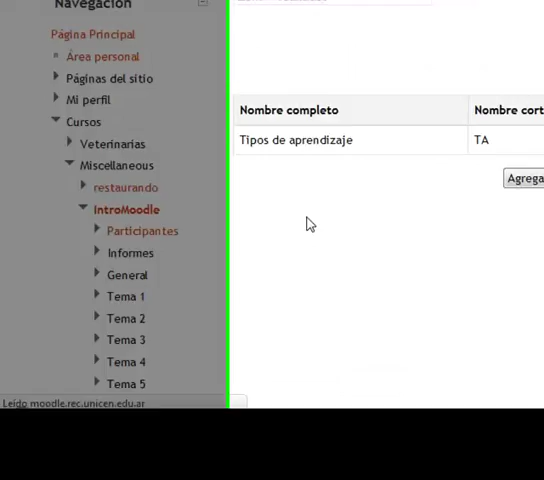 Navegación
Página Principal
Área personal
Páginas del sitio
Mi perfil
Cursos
Veterinarias
Miscellaneous
restaurando
IntroMoodle
Participantes
Informes
General
Tema 1
Tema 2
Tema 3
Tema 4
Tema 5
Leído moodle.rec.unicen.edu.ar
Nombre completo Nombre cort
Tipos de aprendizaje TA
Agrega